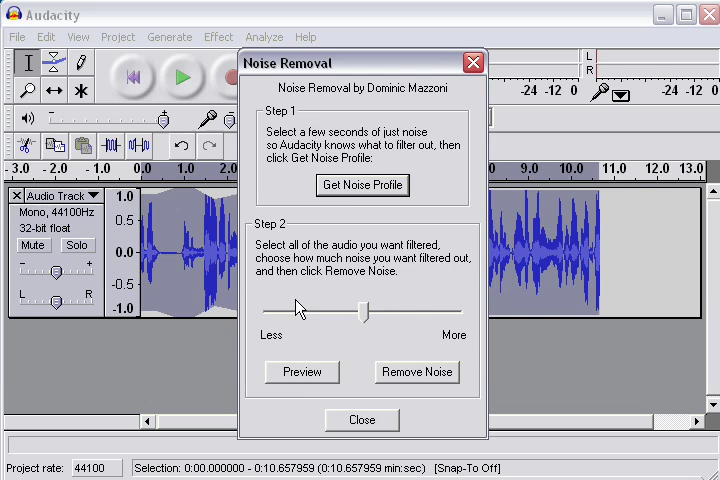 Audacity
File Edit View Project Generate Effect Analyze Help
L
R
-24 -12 0
-24 -12 0
- 3.0 - 2.0 - 1.0 0.0 1.0 2.0
9.0 10.0 11.0 12.0 13.0
Audio Track
Mono, 44100Hz
32-bit float
Mute Solo
- +
L R
1.0
0.5
0.0
-0.5
-1.0
Noise Removal
Noise Removal by Dominic Mazzoni
Step 1
Select a few seconds of just noise
so Audacity knows what to filter out, then
click Get Noise Profile:
Get Noise Profile
Step 2
Select all of the audio you want filtered,
choose how much noise you want filtered out,
and then click Remove Noise.
Less More
Preview Remove Noise
Close
Project rate: 44100 Selection: 0:00.000000 - 0:10.657959 (0:10.657959 min:sec) [Snap-To Off]